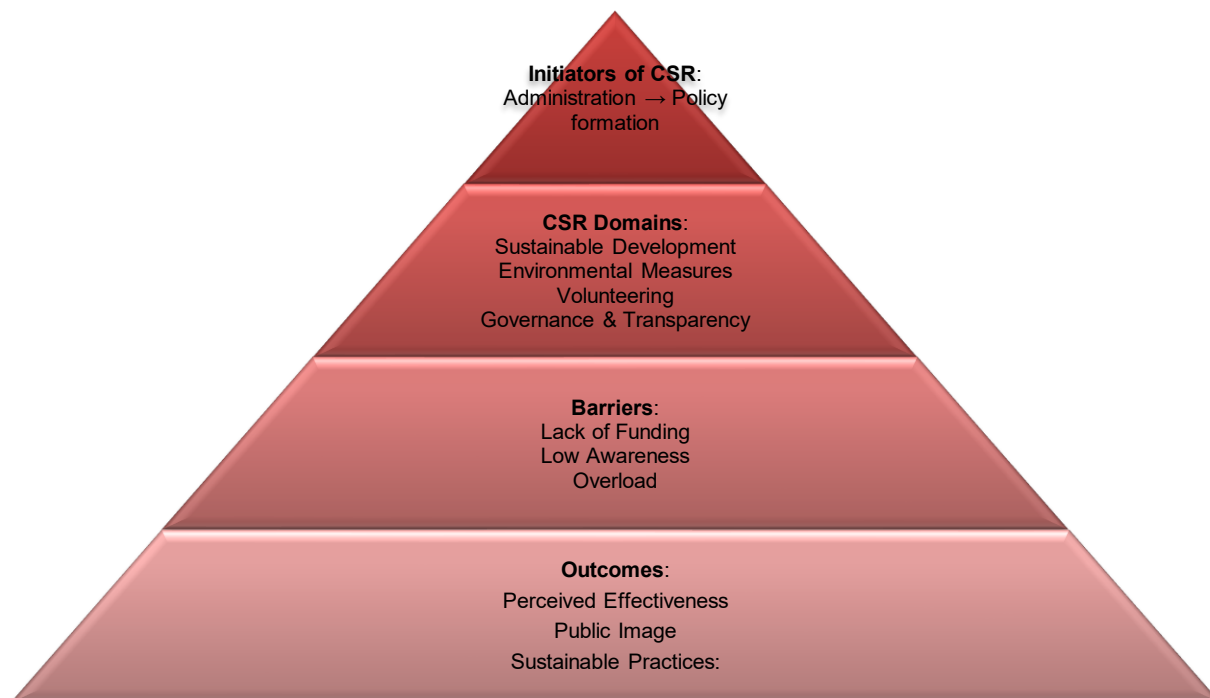 Initiators of CSR:
Administration → Policy
formation
CSR Domains:
Sustainable Development
Environmental Measures
Volunteering
Governance & Transparency
Barriers:
Lack of Funding
Low Awareness
Overload
Outcomes:
Perceived Effectiveness
Public Image
Sustainable Practices: